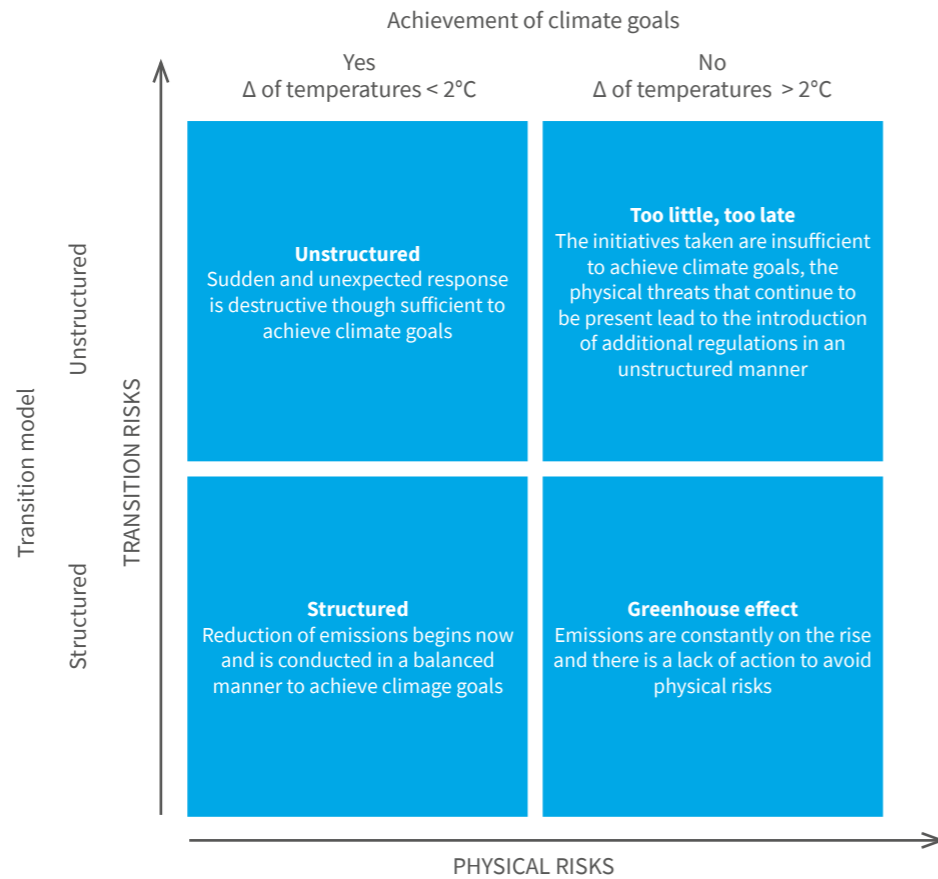 Achievement of climate goals
Yes
Δ of temperatures < 2°C
No
Δ of temperatures > 2°C
Transition model
Unstructured
Structured
TRANSITION RISKS
Unstructured
Sudden and unexpected response
is destructive though sufficient to
achieve climate goals
Too little, too late
The initiatives taken are insufficient
to achieve climate goals, the
physical threats that continue to
be present lead to the introduction
of additional regulations in an
unstructured manner
Structured
Reduction of emissions begins now
and is conducted in a balanced
manner to achieve climage goals
Greenhouse effect
Emissions are constantly on the rise
and there is a lack of action to avoid
physical risks
PHYSICAL RISKS